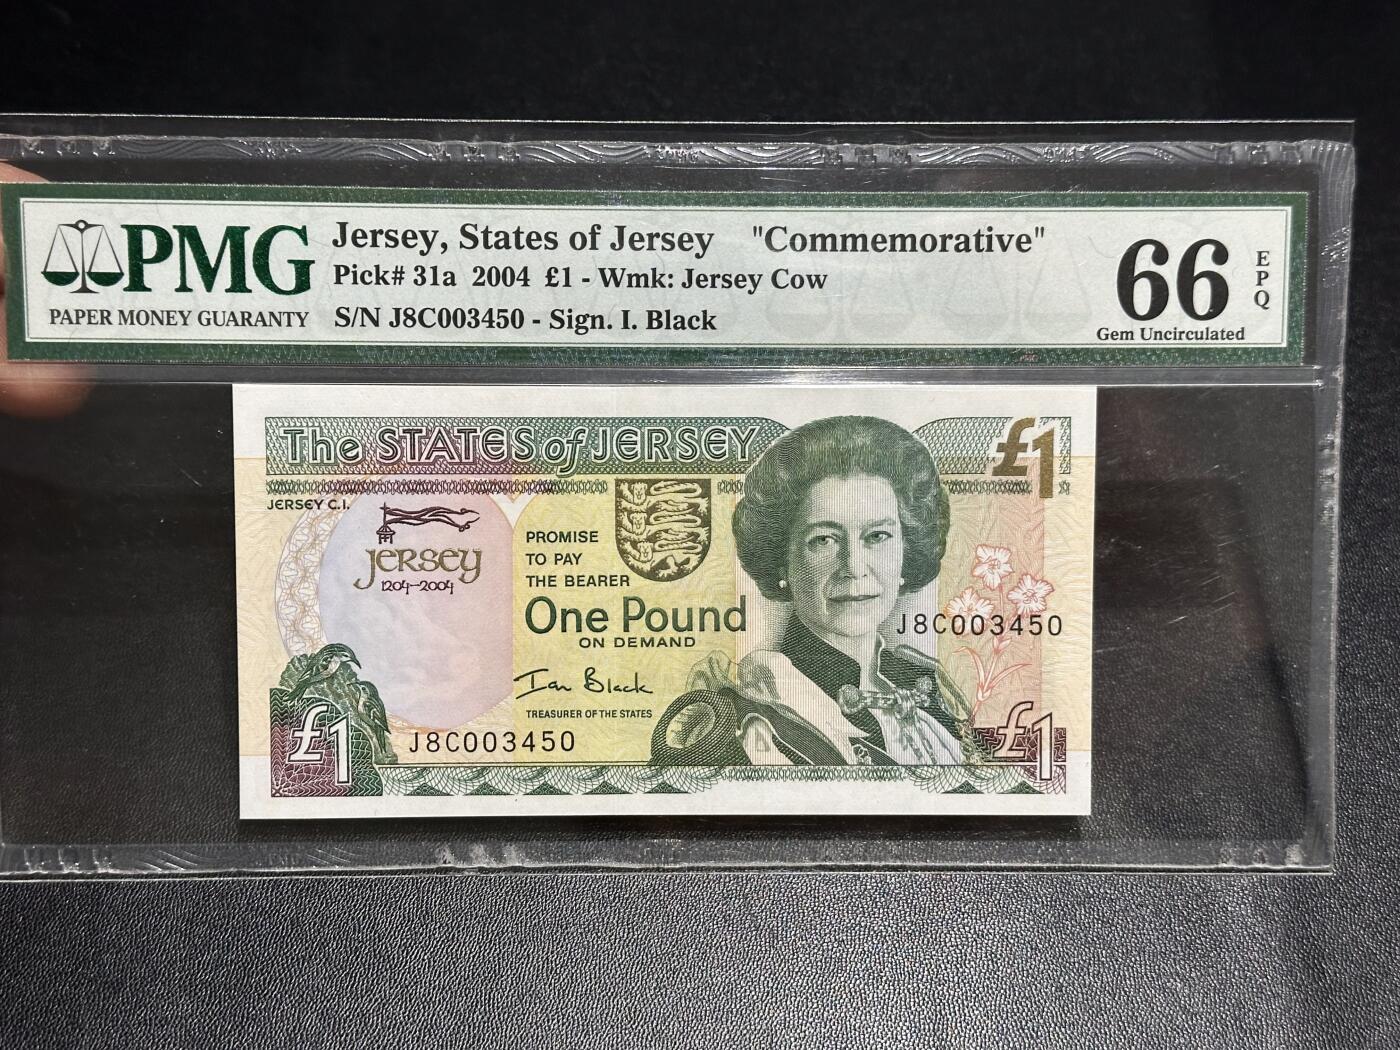 PMG
PAPER MONEY GUARANTY
Jersey, States of Jersey "Commemorative"
Pick# 31a 2004 £1 - Wmk: Jersey Cow
S/N J8C003450 - Sign. I. Black
66
EPQ
Gem Uncirculated
The STATES of JERSEY
£1
JERSEY C.I.
JERSEY
1204-2004
PROMISE
TO PAY
THE BEARER
One Pound
ON DEMAND
J8C003450
Ian Black
TREASURER OF THE STATES
£1
J8C003450
£1